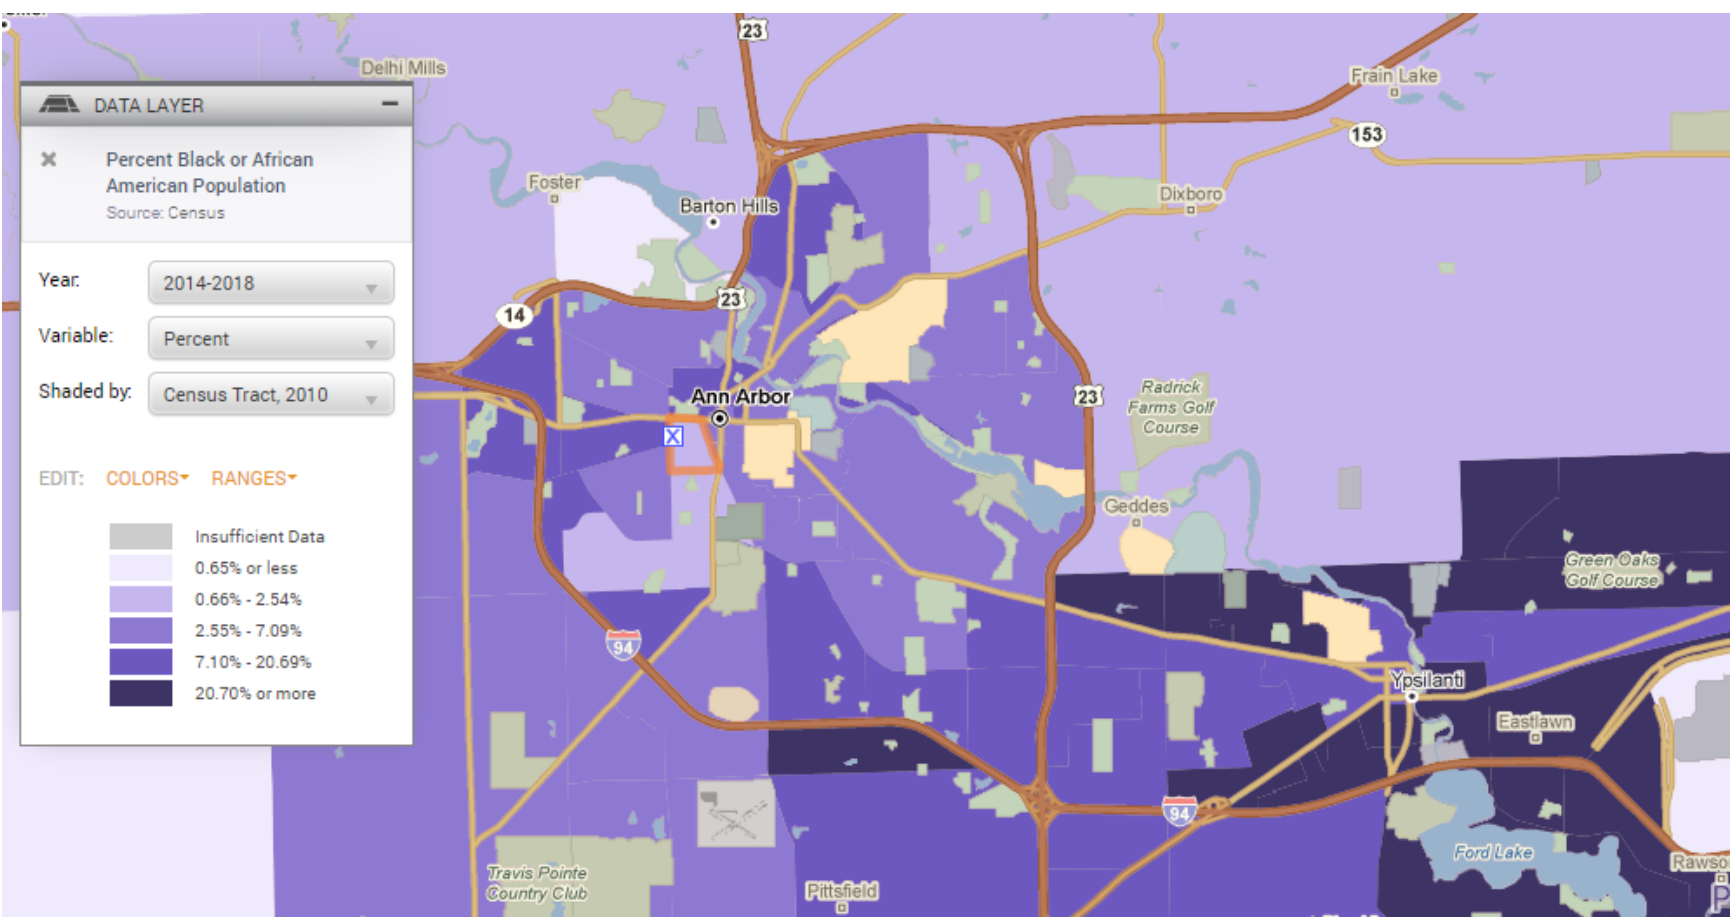 DATA LAYER
Percent Black or African
American Population
Source: Census
Year:
2014-2018
Variable:
Percent
Shaded by:
Census Tract, 2010
EDIT:
COLORS
RANGES
Insufficient Data
0.65% or less
0.66% - 2.54%
2.55% - 7.09%
7.10% - 20.69%
20.70% or more
Delhi Mills
23
Frain Lake
153
Foster
Barton Hills
Dixboro
23
14
Ann Arbor
X
23
Radrick
Farms Golf
Course
Geddes
Green Oaks
Golf Course
94
Ypsilanti
Eastlawn
94
Ford Lake
Travis Pointe
Country Club
Pittsfield
Rawso
P